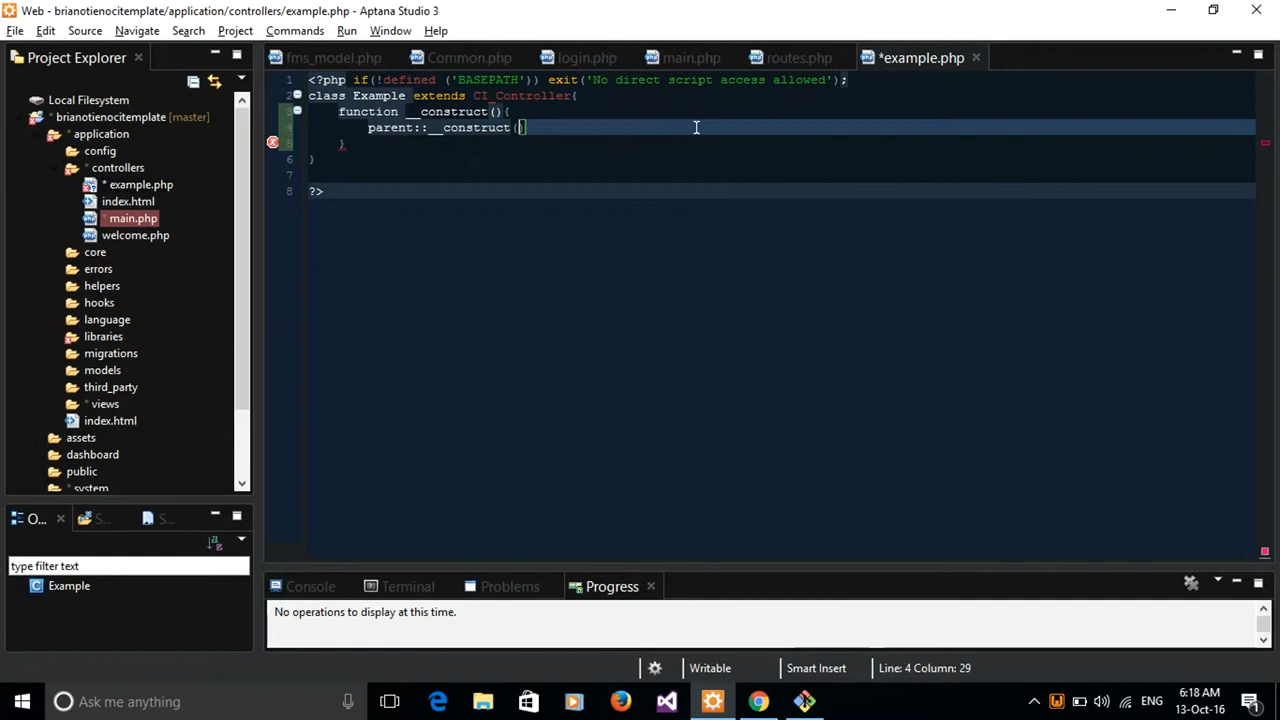 Web - brianotienocitemplate/application/controllers/example.php - Aptana Studio 3
File Edit Source Navigate Search Project Commands Run Window Help
Project Explorer
fms_model.php Common.php login.php main.php routes.php *example.php
Local Filesystem
brianotienocitemplate [master]
application
config
* controllers
* example.php
index.html
* main.php
welcome.php
core
errors
helpers
hooks
language
libraries
migrations
models
third_party
* views
index.html
assets
dashboard
public
* system
1 <?php if(!defined ('BASEPATH')) exit('No direct script access allowed');
2 class Example extends CI_Controller{
3 function __construct(){
4 parent::__construct()
5 }
6 }
7
8 ?>
O... S... S...
type filter text
Example
Console Terminal Problems Progress
No operations to display at this time.
Writable Smart Insert Line: 4 Column: 29
Ask me anything
ENG
6:18 AM
13-Oct-16
1